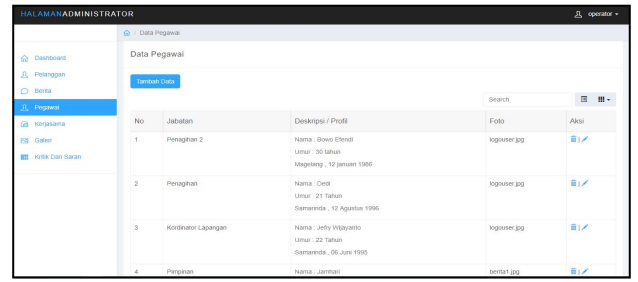 HALAMANADMINISTRATOR
operator
/ Data Pegawai
Dashboard
Pelanggan
Berita
Pegawai
Kerjasama
Galeri
Kritik Dan Saran
Data Pegawai
Tambah Data
Search
No Jabatan Deskripsi / Profil Foto Aksi
1 Penagihan 2 Nama : Bowo Efendi logouser.jpg |
Umur : 30 tahun
Magelang , 12 januari 1986
2 Penagihan Nama : Dedi logouser.jpg |
Umur : 21 Tahun
Samarinda , 12 Agustus 1996
3 Kordinator Lapangan Nama : Jefry Wijayanto logouser.jpg |
Umur : 22 Tahun
Samarinda , 06 Juni 1995
4 Pimpinan Nama : Jamhari berita1.jpg |